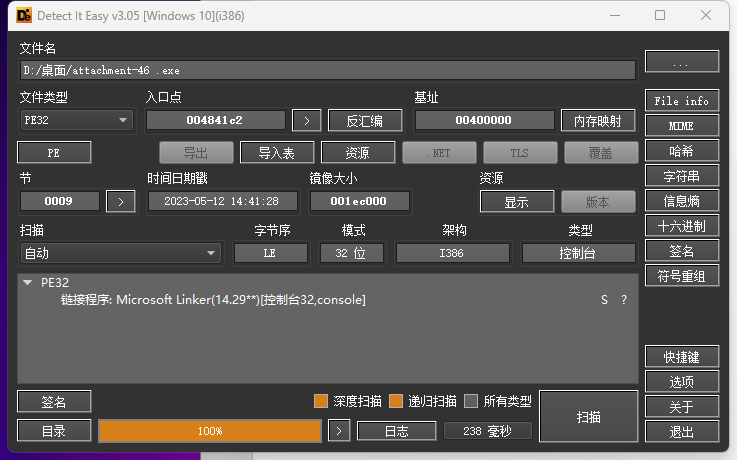 Detect It Easy v3.05 [Windows 10](i386)
文件名
D:/桌面/attachment-46 .exe
...
文件类型 入口点 基址
PE32 004841c2 > 反汇编 00400000 内存映射
File info
MIME
PE 导出 导入表 资源 .NET TLS 覆盖
哈希
节 时间日期戳 镜像大小 资源
字符串
0009 > 2023-05-12 14:41:28 001ec000 显示 版本
信息熵
扫描 字节序 模式 架构 类型
十六进制
自动 LE 32 位 I386 控制台
签名
符号重组
PE32
链接程序: Microsoft Linker(14.29**)[控制台32,console] S ?
快捷键
选项
签名 深度扫描 递归扫描 所有类型 扫描
关于
目录 100% > 日志 238 毫秒
退出